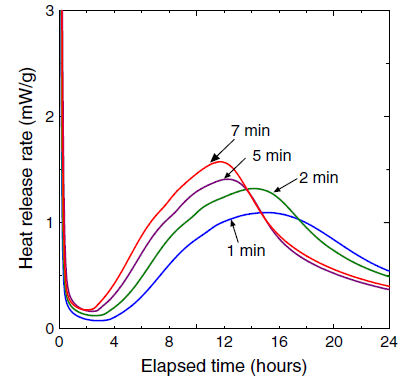 3
2
1
0
Heat release rate (mW/g)
7 min
5 min
2 min
1 min
0 4 8 12 16 20 24
Elapsed time (hours)